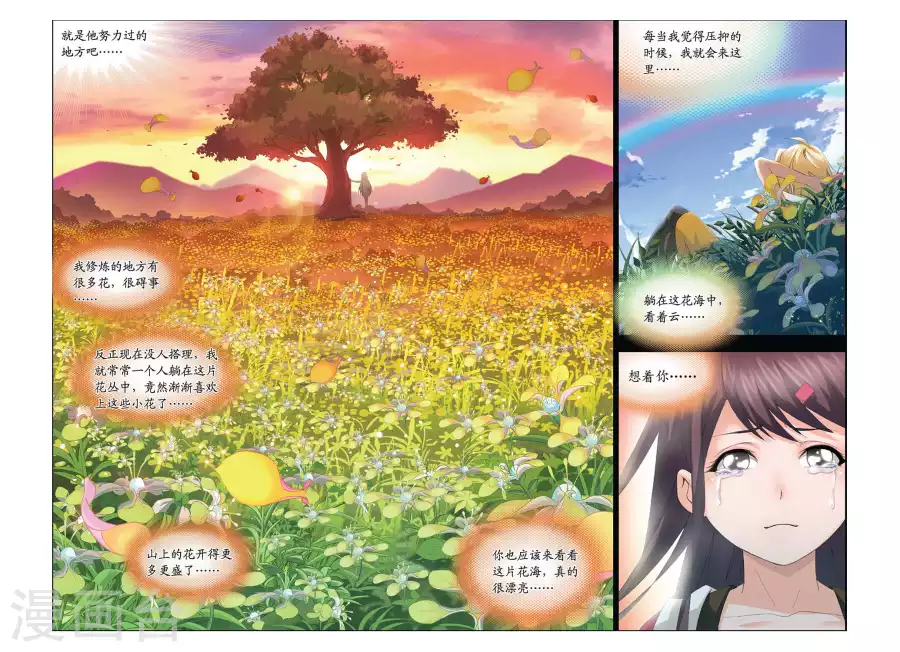 就是他努力过的
地方吧……
我修炼的地方有
很多花，很碍事
……
反正现在没人搭理，我
就常常一个人躺在这片
花丛中，竟然渐渐喜欢
上这些小花了……
山上的花开得更
多更盛了……
你也应该来看看
这片花海，真的
很漂亮……
每当我觉得压抑的
时候，我就会来这
里……
躺在这花海中，
看着云……
想着你……
漫画台